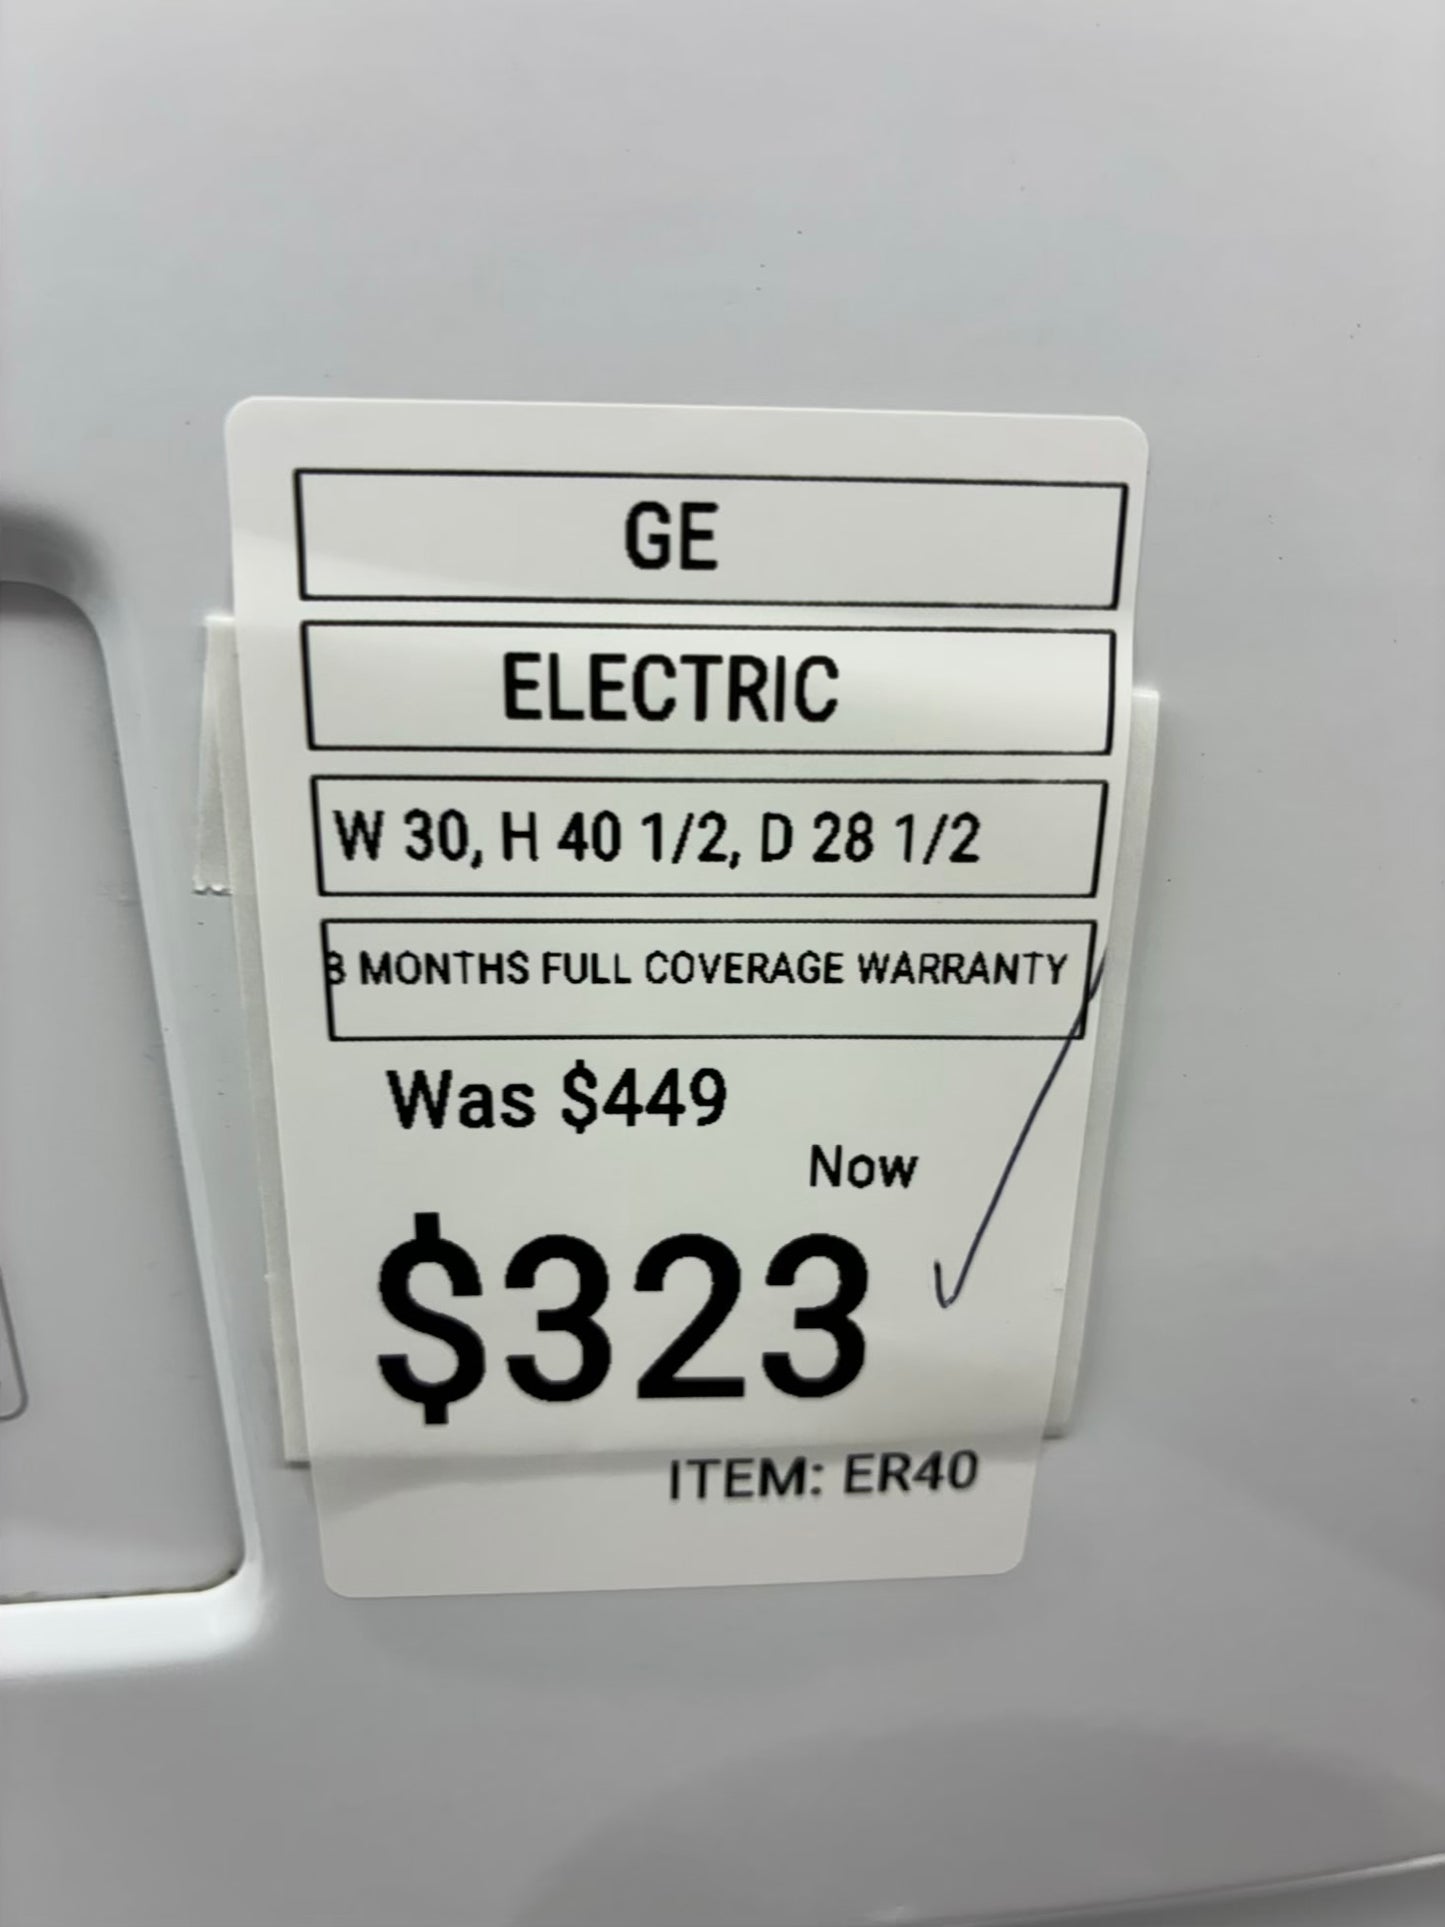 GE
ELECTRIC
W 30, H 40 1/2, D 28 1/2
3 MONTHS FULL COVERAGE WARRANTY
Was $449
Now
$323
ITEM: ER40